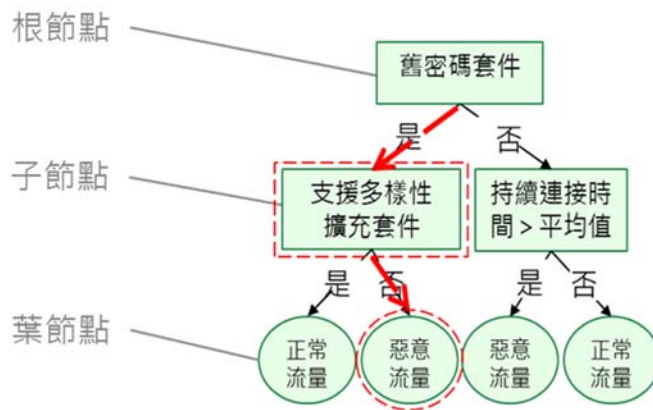 根節點
舊密碼套件
是
否
子節點
支援多樣性
擴充套件
持續連接時
間 > 平均值
是
否
是
否
葉節點
正常
流量
惡意
流量
惡意
流量
正常
流量